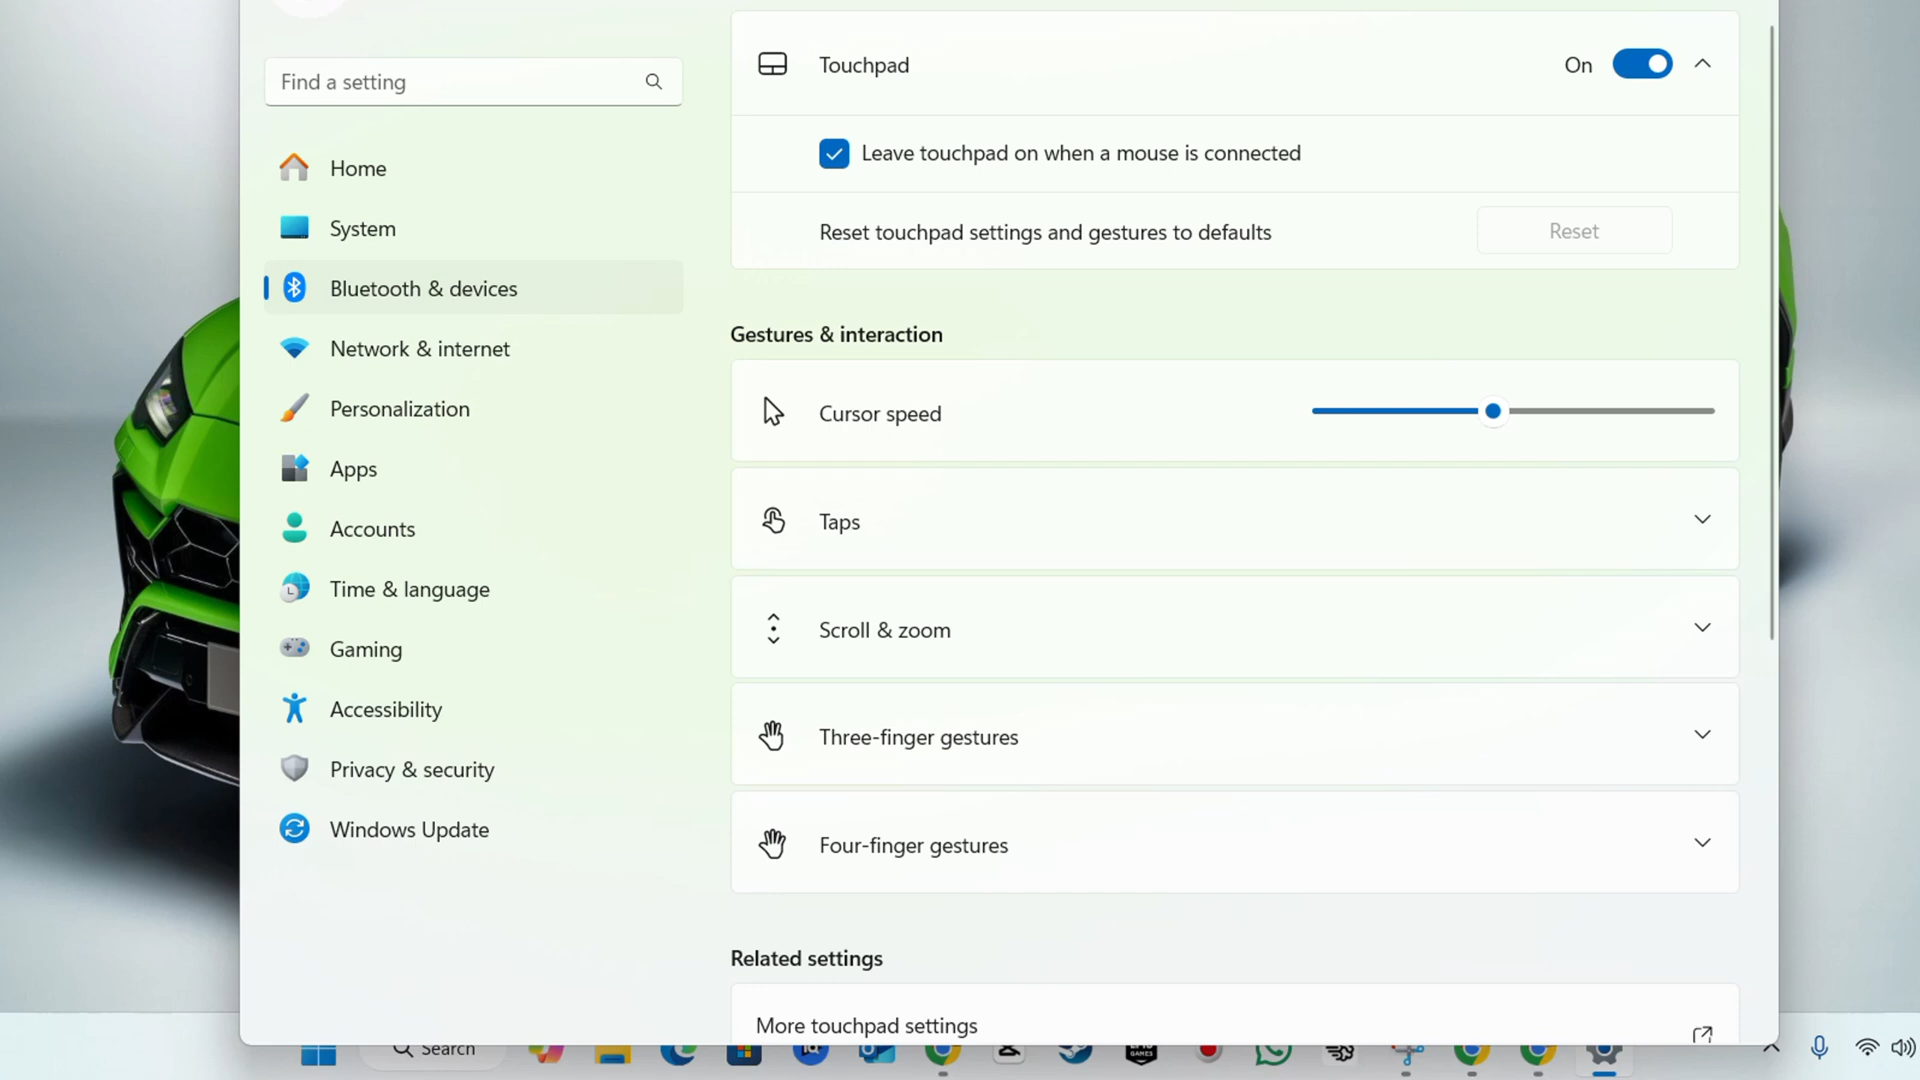 Find a setting
Home
System
Bluetooth & devices
Network & internet
Personalization
Apps
Accounts
Time & language
Gaming
Accessibility
Privacy & security
Windows Update
Touchpad
On
Leave touchpad on when a mouse is connected
Reset touchpad settings and gestures to defaults
Reset
Gestures & interaction
Cursor speed
Taps
Scroll & zoom
Three-finger gestures
Four-finger gestures
Related settings
More touchpad settings
Search
GAMES